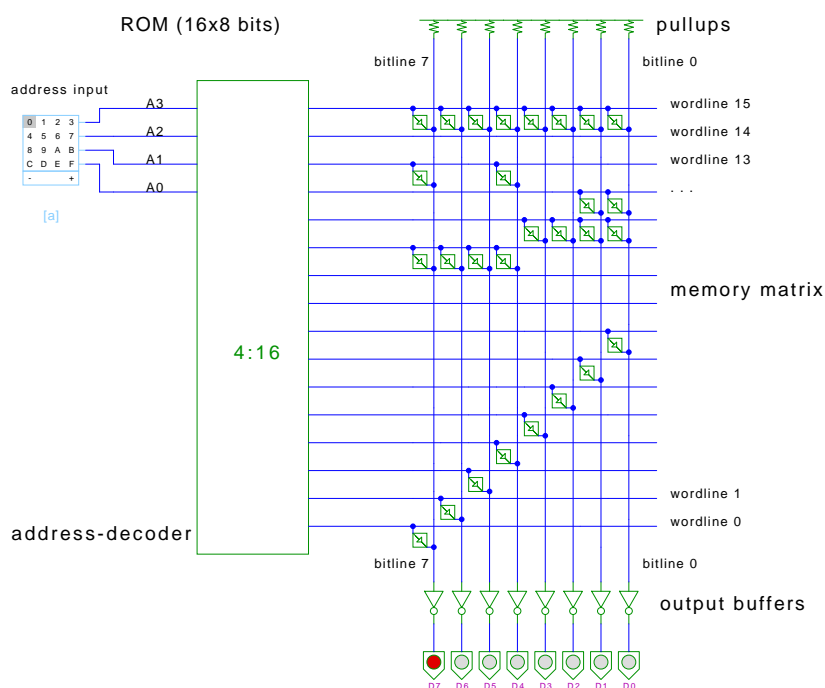 ROM (16x8 bits)
pullups
bitline 7
bitline 0
address input
A3
wordline 15
0 1 2 3
A2
wordline 14
4 5 6 7
8 9 A B
A1
wordline 13
C D E F
- +
A0
. . .
[a]
memory matrix
4:16
wordline 1
wordline 0
address-decoder
bitline 7
bitline 0
output buffers
D7 D6 D5 D4 D3 D2 D1 D0